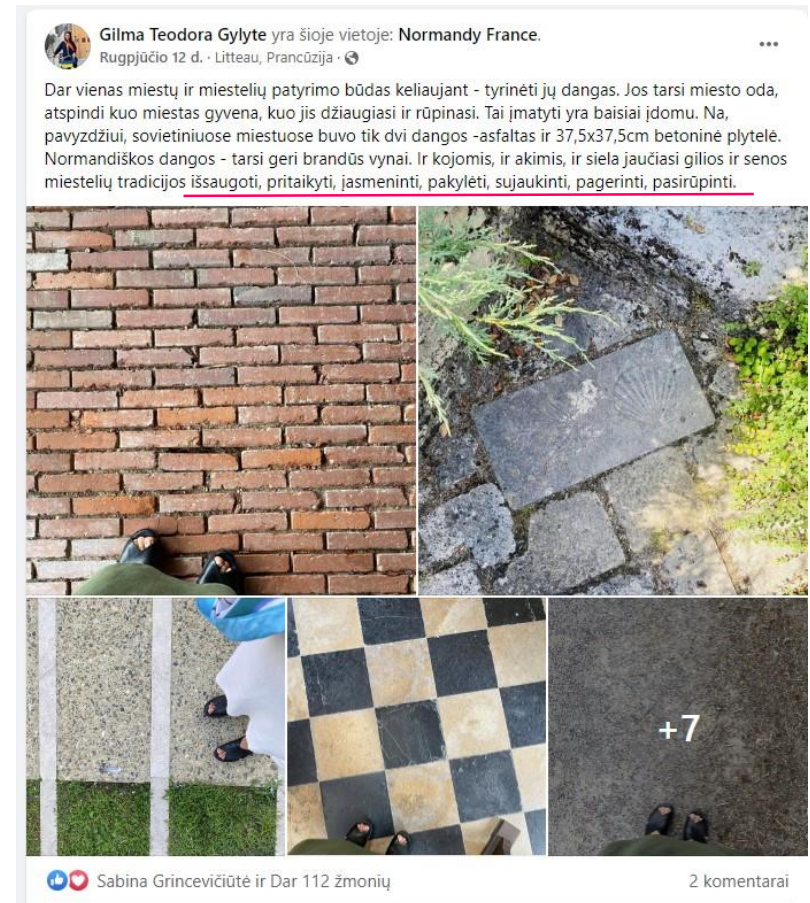 Gilma Teodora Gylyte yra šioje vietoje: Normandy France.
Rugpjūčio 12 d. · Litteau, Prancūzija ·
Dar vienas miestų ir miestelių patyrimo būdas keliaujant - tyrinėti jų dangas. Jos tarsi miesto oda,
atspindi kuo miestas gyvena, kuo jis džiaugiasi ir rūpinasi. Tai įmatyti yra baisiai įdomu. Na,
pavyzdžiui, sovietiniuose miestuose buvo tik dvi dangos -asfaltas ir 37,5x37,5cm betoninė plytelė.
Normandiškos dangos - tarsi geri brandūs vynai. Ir kojomis, ir akimis, ir siela jaučiasi gilios ir senos
miestelių tradicijos išsaugoti, pritaikyti, įasmeninti, pakylėti, sujaukinti, pagerinti, pasirūpinti.
+7
Sabina Grincevičiūtė ir Dar 112 žmonių
2 komentarai